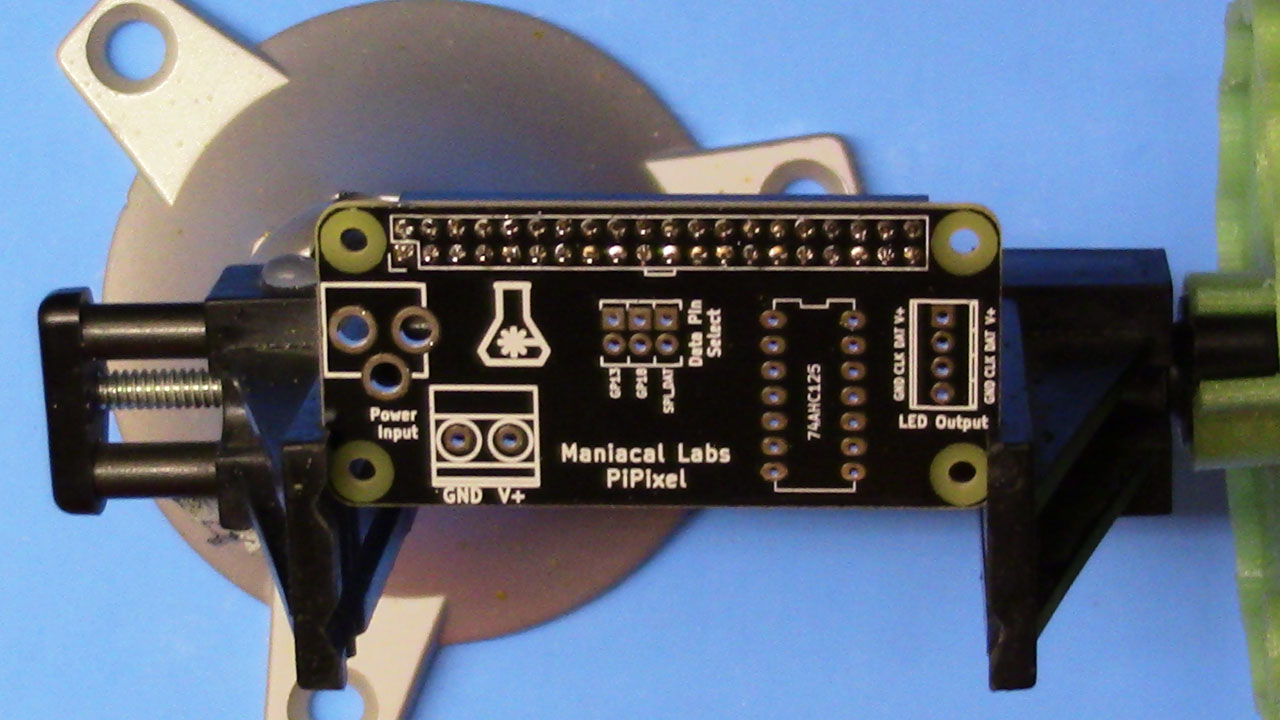 Data Pin
Select
GP13
GP18
SPI_DAT
74AHC125
GND CLK DAT V+
GND CLK DAT V+
LED Output
Power
Input
GND V+
Maniacal Labs
PiPixel